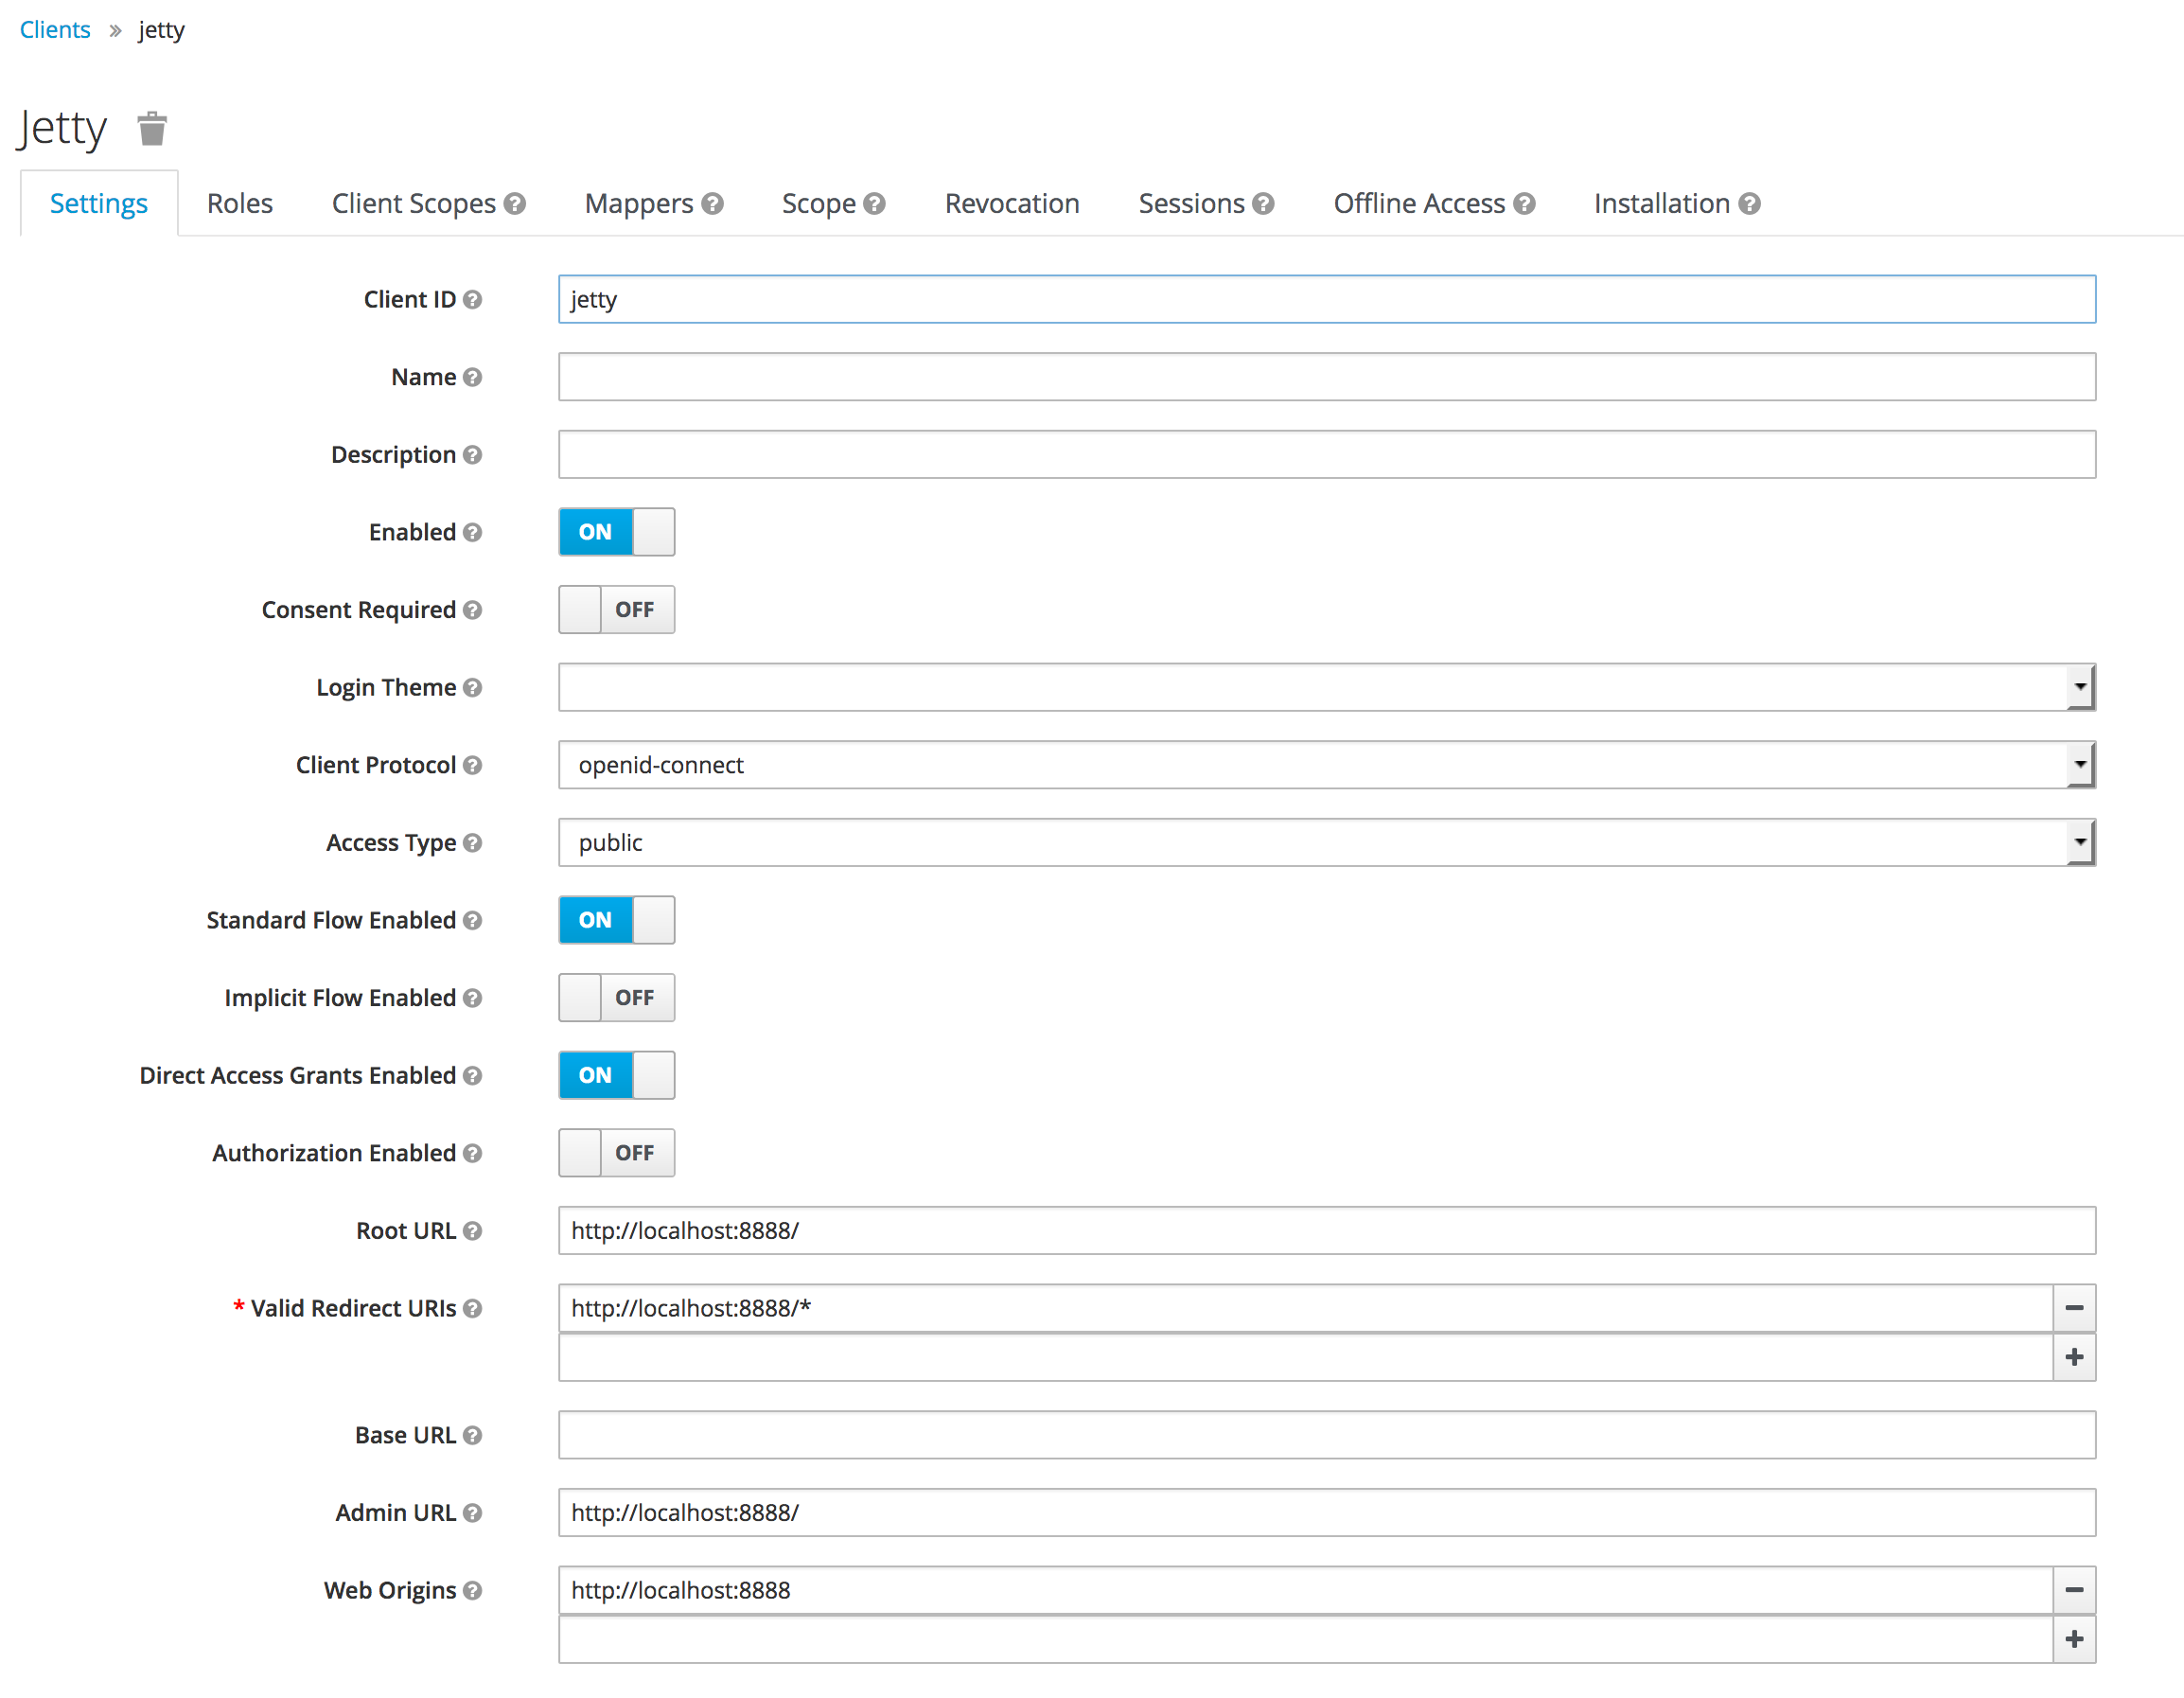 Clients » jetty
Jetty
Settings Roles Client Scopes Mappers Scope Revocation Sessions Offline Access Installation
Client ID jetty
Name
Description
Enabled ON
Consent Required OFF
Login Theme
Client Protocol openid-connect
Access Type public
Standard Flow Enabled ON
Implicit Flow Enabled OFF
Direct Access Grants Enabled ON
Authorization Enabled OFF
Root URL http://localhost:8888/
* Valid Redirect URIs http://localhost:8888/*
Base URL
Admin URL http://localhost:8888/
Web Origins http://localhost:8888